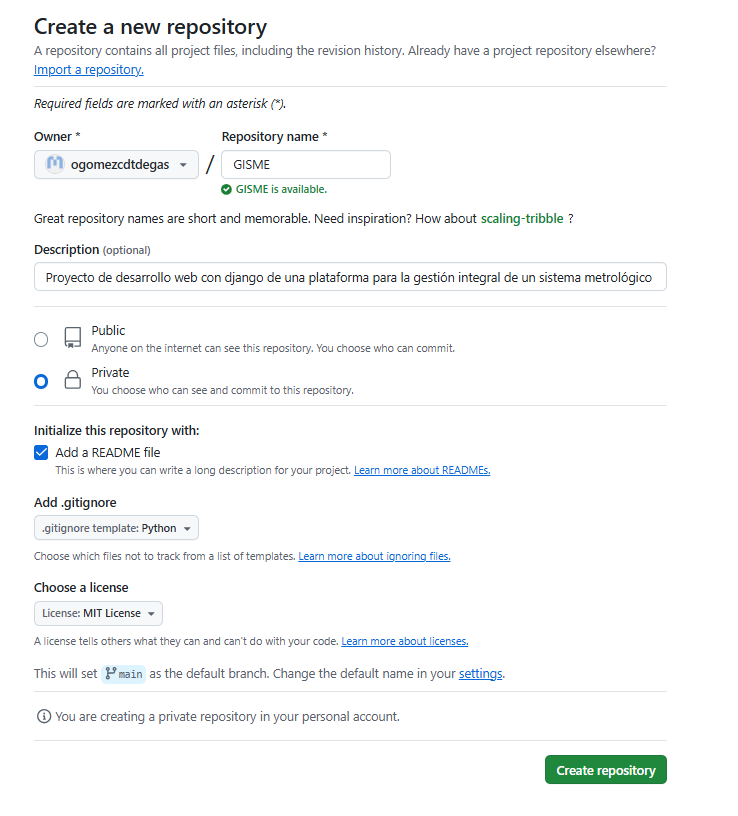 Create a new repository
A repository contains all project files, including the revision history. Already have a project repository elsewhere?
Import a repository.
Required fields are marked with an asterisk (*).
Owner * Repository name *
ogomezcdtdegas / GISME
GISME is available.
Great repository names are short and memorable. Need inspiration? How about scaling-tribble ?
Description (optional)
Proyecto de desarrollo web con django de una plataforma para la gestión integral de un sistema metrológico
Public
Anyone on the internet can see this repository. You choose who can commit.
Private
You choose who can see and commit to this repository.
Initialize this repository with:
Add a README file
This is where you can write a long description for your project. Learn more about READMEs.
Add .gitignore
.gitignore template: Python
Choose which files not to track from a list of templates. Learn more about ignoring files.
Choose a license
License: MIT License
A license tells others what they can and can't do with your code. Learn more about licenses.
This will set main as the default branch. Change the default name in your settings.
You are creating a private repository in your personal account.
Create repository